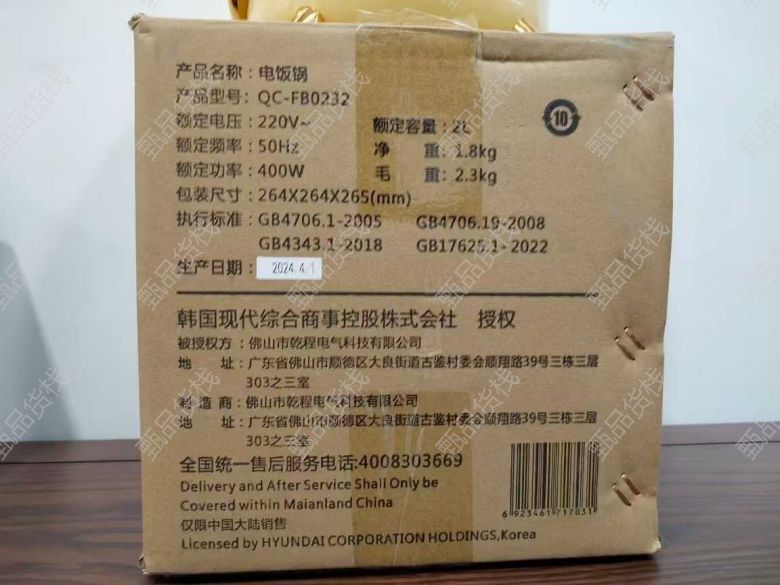 产品名称：电饭锅
产品型号：QC-FB0232
额定电压：220V~ 额定容量：2L
额定频率：50Hz 净 重：1.8kg
额定功率：400W 毛 重：2.3kg
包装尺寸：264X264X265(mm)
执行标准：GB4706.1-2005 GB4706.19-2008
GB4343.1-2018 GB17625.1-2022
生产日期：2024.4.1
10
韩国现代综合商事控股株式会社 授权
被授权方：佛山市乾程电气科技有限公司
地 址：广东省佛山市顺德区大良街道古鉴村委会顺翔路39号三栋三层
303之三室
制 造 商：佛山市乾程电气科技有限公司
地 址：广东省佛山市顺德区大良街道古鉴村委会顺翔路39号三栋三层
303之三室
全国统一售后服务电话:4008303669
Delivery and After Service Shall Only be
Covered within Maianland China
仅限中国大陆销售
Licensed by HYUNDAI CORPORATION HOLDINGS,Korea
6 923461 717031
甄品货栈